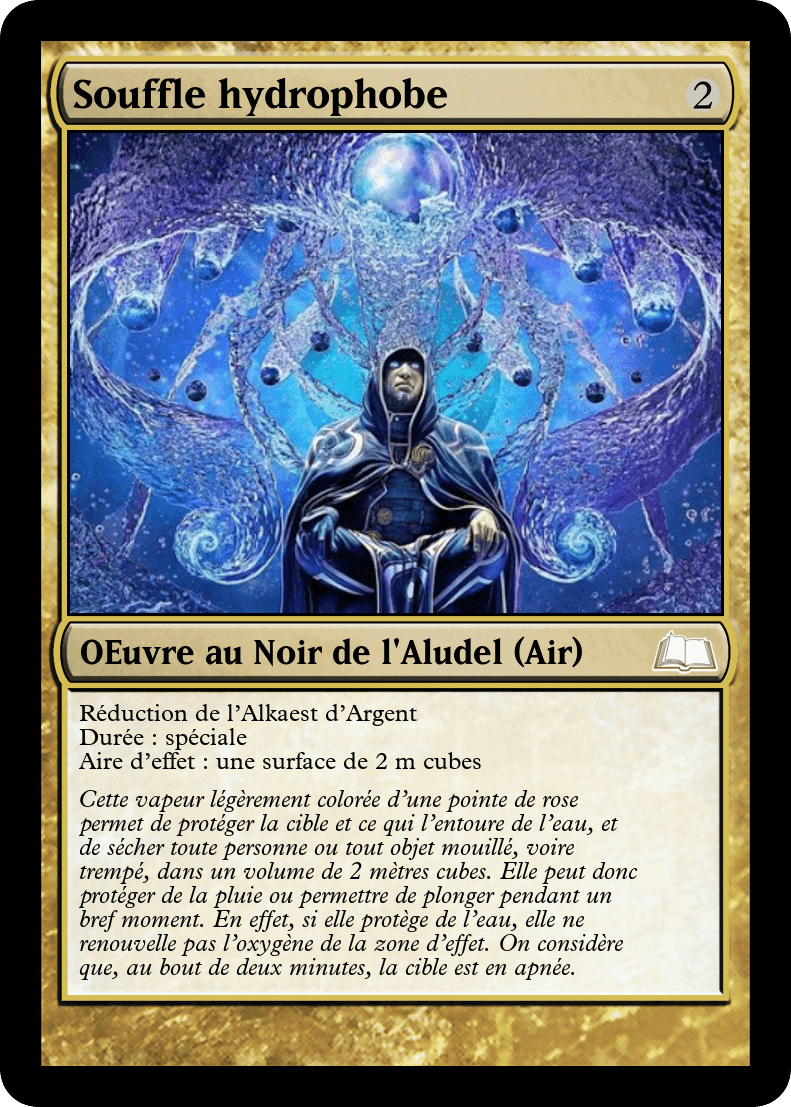 Souffle hydrophobe 2
OEuvre au Noir de l'Aludel (Air)
Réduction de l’Alkaest d’Argent
Durée : spéciale
Aire d’effet : une surface de 2 m cubes
Cette vapeur légèrement colorée d’une pointe de rose
permet de protéger la cible et ce qui l’entoure de l’eau, et
de sécher toute personne ou tout objet mouillé, voire
trempé, dans un volume de 2 mètres cubes. Elle peut donc
protéger de la pluie ou permettre de plonger pendant un
bref moment. En effet, si elle protège de l’eau, elle ne
renouvelle pas l’oxygène de la zone d’effet. On considère
que, au bout de deux minutes, la cible est en apnée.